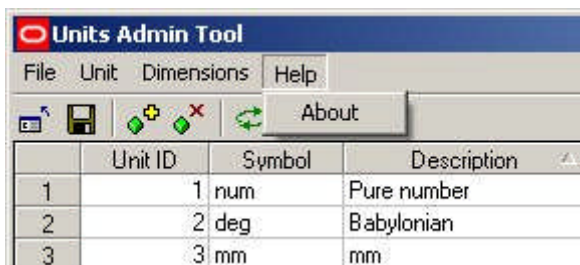 Units Admin Tool
File Unit Dimensions Help
About
Unit ID Symbol Description
1 1 num Pure number
2 2 deg Babylonian
3 3 mm mm